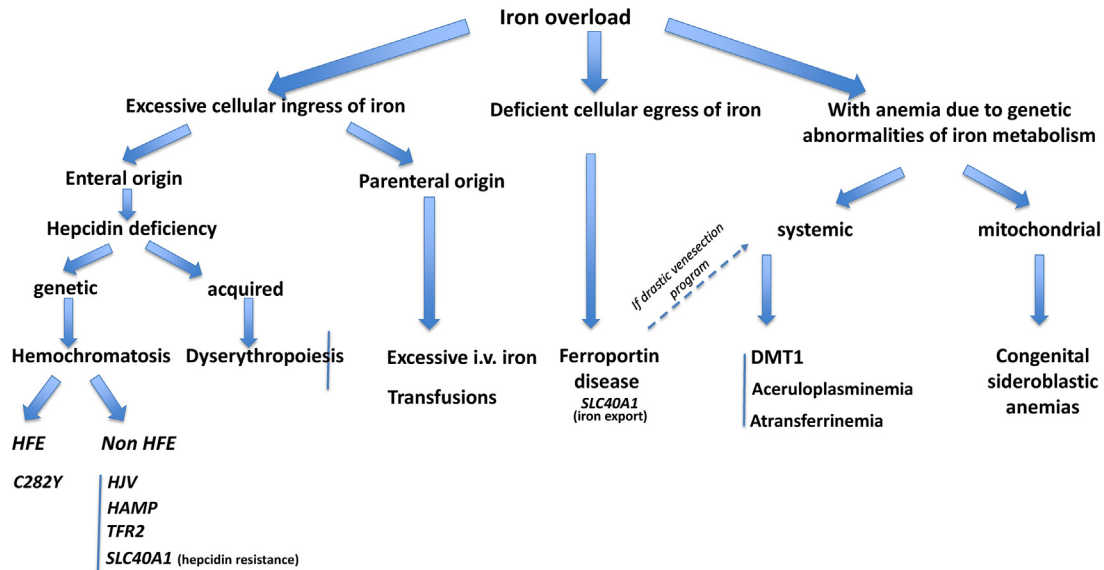 Iron overload
Excessive cellular ingress of iron
Deficient cellular egress of iron
With anemia due to genetic
abnormalities of iron metabolism
Enteral origin
Parenteral origin
Hepcidin deficiency
systemic
mitochondrial
If drastic venesection
program
genetic
acquired
Hemochromatosis
Dyserythropoiesis
Excessive i.v. iron
Transfusions
Ferroportin
disease
SLC40A1
(iron export)
DMT1
Aceruloplasminemia
Atransferrinemia
Congenital
sideroblastic
anemias
HFE
Non HFE
C282Y
HJV
HAMP
TFR2
SLC40A1 (hepcidin resistance)